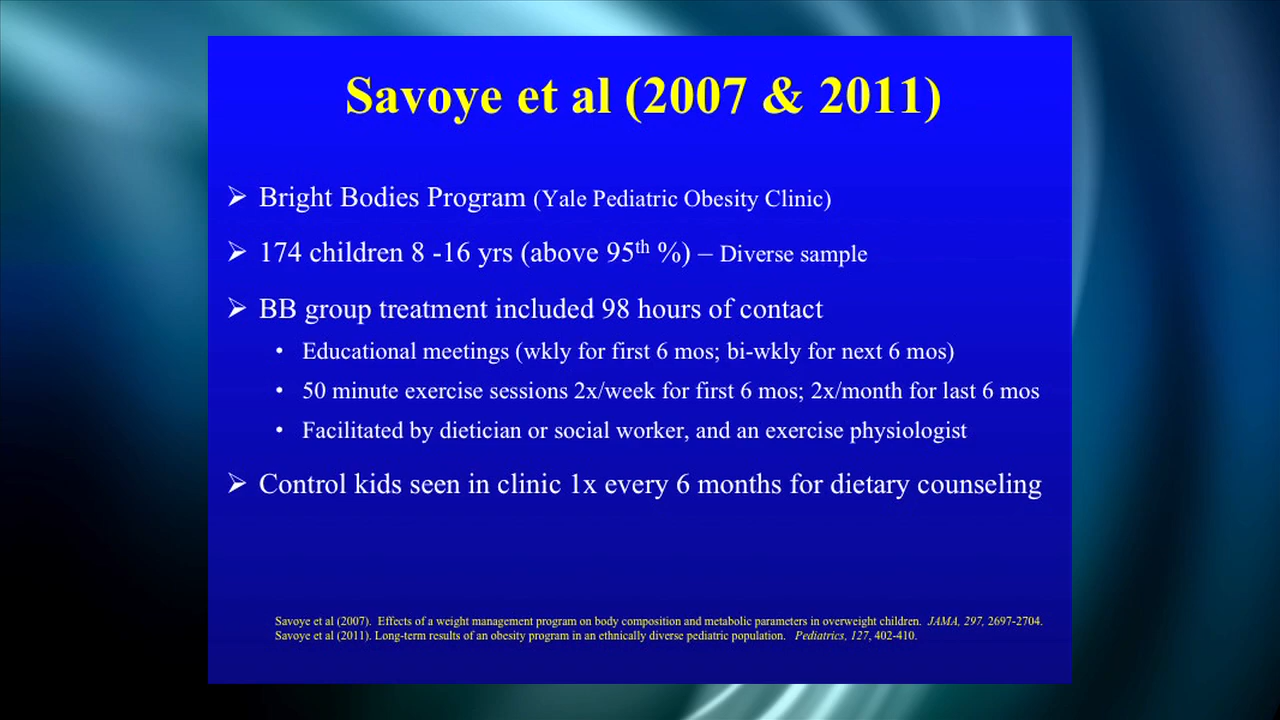 Savoye et al (2007 & 2011)
➢ Bright Bodies Program (Yale Pediatric Obesity Clinic)
➢ 174 children 8 -16 yrs (above 95th %) – Diverse sample
➢ BB group treatment included 98 hours of contact
• Educational meetings (wkly for first 6 mos; bi-wkly for next 6 mos)
• 50 minute exercise sessions 2x/week for first 6 mos; 2x/month for last 6 mos
• Facilitated by dietician or social worker, and an exercise physiologist
➢ Control kids seen in clinic 1x every 6 months for dietary counseling
Savoye et al (2007). Effects of a weight management program on body composition and metabolic parameters in overweight children. JAMA, 297, 2697-2704.
Savoye et al (2011). Long-term results of an obesity program in an ethnically diverse pediatric population. Pediatrics, 127, 402-410.